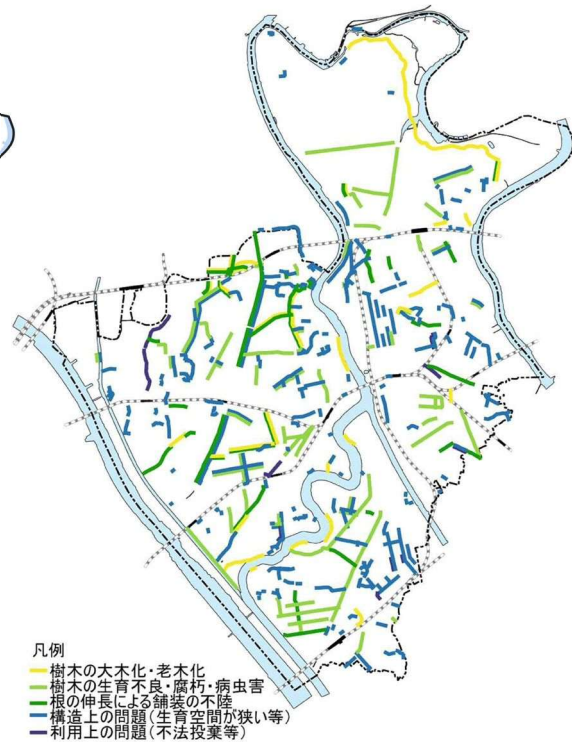 凡例
樹木の大木化・老木化
樹木の生育不良・腐朽・病虫害
根の伸長による舗装の不陸
構造上の問題(生育空間が狭い等)
利用上の問題(不法投棄等)